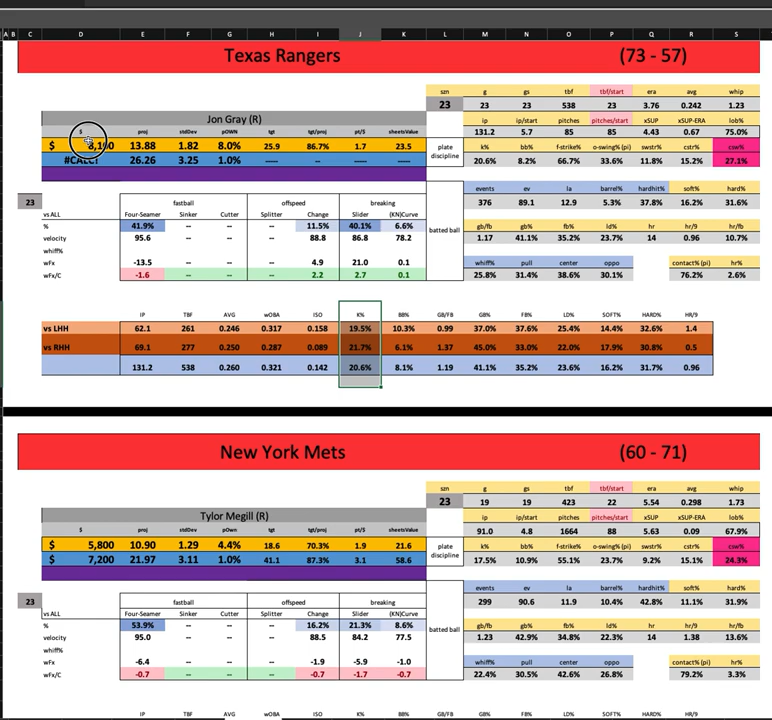 A B C D E F G H I J K L M N O P Q R S
Texas Rangers (73 - 57)
szn g gs tbf tbf/start era avg whip
23 23 23 538 23 3.76 0.242 1.23
ip ip/start pitches pitches/start xSUP xSUP-ERA lob%
Jon Gray (R) 131.2 5.7 85 85 4.43 0.67 75.0%
$ proj stdDev pOWN tgt tgt/proj pt/$ sheetsValue
$ 8,190 13.88 1.82 8.0% 25.9 86.7% 1.7 23.5 plate discipline k% bb% f-strike% o-swing% (pi) swstr% cstr% csw%
#CALC! 26.26 3.25 1.0% ---- -- ---- ---- 20.6% 8.2% 66.7% 33.6% 11.8% 15.2% 27.1%
events ev la barrel% hardhit% soft% hard%
23 fastball offspeed breaking 376 89.1 12.9 5.3% 37.8% 16.2% 31.6%
vs ALL Four-Seamer Sinker Cutter Splitter Change Slider (KN)Curve
% 41.9% -- -- -- 11.5% 40.1% 6.6% batted ball gb/fb gb% fb% ld% hr hr/9 hr/fb
velocity 95.6 -- -- -- 88.8 86.8 78.2 1.17 41.1% 35.2% 23.7% 14 0.96 10.7%
whiff%
wFx -13.5 -- -- -- 4.9 21.0 0.1 whiff% pull center oppo contact% (pi) hr%
wFx/C -1.6 -- -- -- 2.2 2.7 0.1 25.8% 31.4% 38.6% 30.1% 76.2% 2.6%
IP TBF AVG wOBA ISO K% BB% GB/FB GB% FB% LD% SOFT% HARD% HR/9
vs LHH 62.1 261 0.246 0.317 0.158 19.5% 10.3% 0.99 37.0% 37.6% 25.4% 14.4% 32.6% 1.4
vs RHH 69.1 277 0.250 0.287 0.089 21.7% 6.1% 1.37 45.0% 33.0% 22.0% 17.9% 30.8% 0.5
131.2 538 0.260 0.321 0.142 20.6% 8.1% 1.19 41.1% 35.2% 23.6% 16.2% 31.7% 0.96
New York Mets (60 - 71)
szn g gs tbf tbf/start era avg whip
23 19 19 423 22 5.54 0.298 1.73
ip ip/start pitches pitches/start xSUP xSUP-ERA lob%
Tylor Megill (R) 91.0 4.8 1664 88 5.63 0.09 67.9%
$ proj stdDev pOwn tgt tgt/proj pt/$ sheetsValue
$ 5,800 10.90 1.29 4.4% 18.6 70.3% 1.9 21.6 plate discipline k% bb% f-strike% o-swing% (pi) swstr% cstr% csw%
$ 7,200 21.97 3.11 1.0% 41.1 87.3% 3.1 58.6 17.5% 10.9% 55.1% 23.7% 9.2% 15.1% 24.3%
events ev la barrel% hardhit% soft% hard%
23 fastball offspeed breaking 299 90.6 11.9 10.4% 42.8% 11.1% 31.9%
vs ALL Four-Seamer Sinker Cutter Splitter Change Slider (KN)Curve
% 53.9% -- -- -- 16.2% 21.3% 8.6% batted ball gb/fb gb% fb% ld% hr hr/9 hr/fb
velocity 95.0 -- -- -- 88.5 84.2 77.5 1.23 42.9% 34.8% 22.3% 14 1.38 13.6%
whiff%
wFx -6.4 -- -- -- -1.9 -5.9 -1.0 whiff% pull center oppo contact% (pi) hr%
wFx/C -0.7 -- -- -- -0.7 -1.7 -0.7 22.4% 30.5% 42.6% 26.8% 79.2% 3.3%
IP TBF AVG wOBA ISO K% BB% GB/FB GB% FB% LD% SOFT% HARD% HR/9